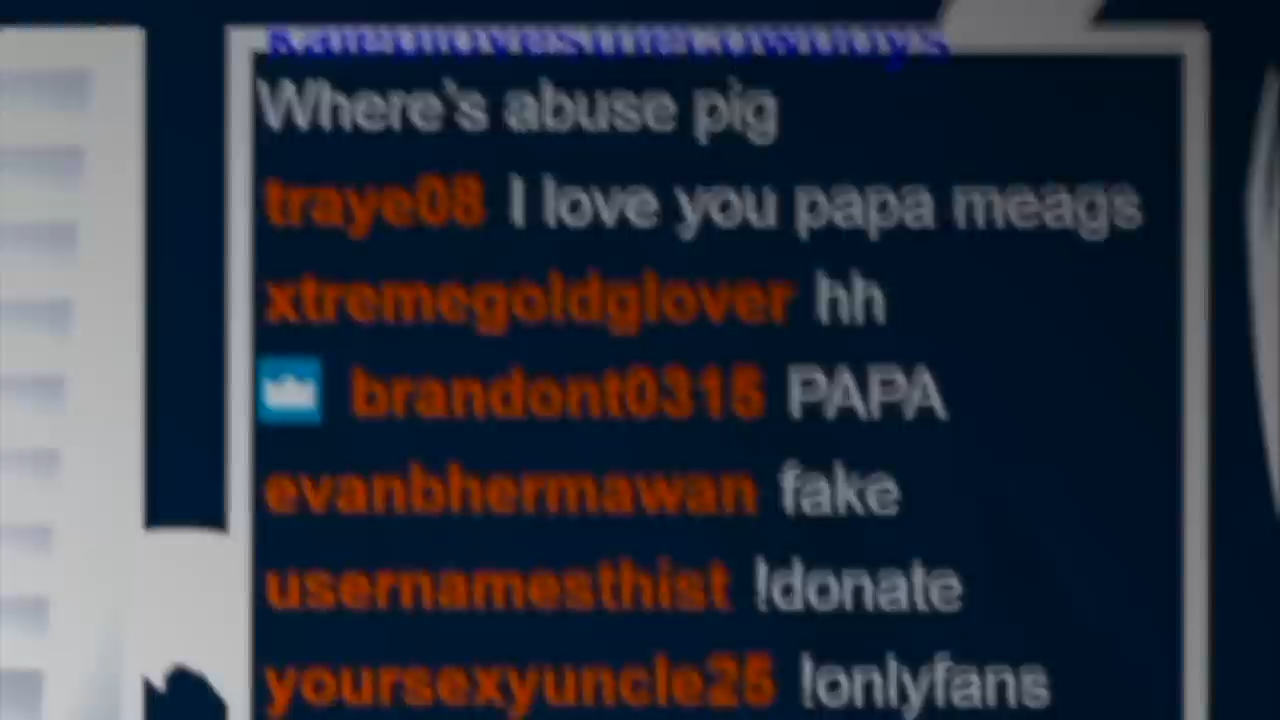 Where's abuse pig
traye08 I love you papa meags
xtremegoldglover hh
brandont0315 PAPA
evanbhermawan fake
usernamesthist !donate
yoursexyuncle25 !onlyfans